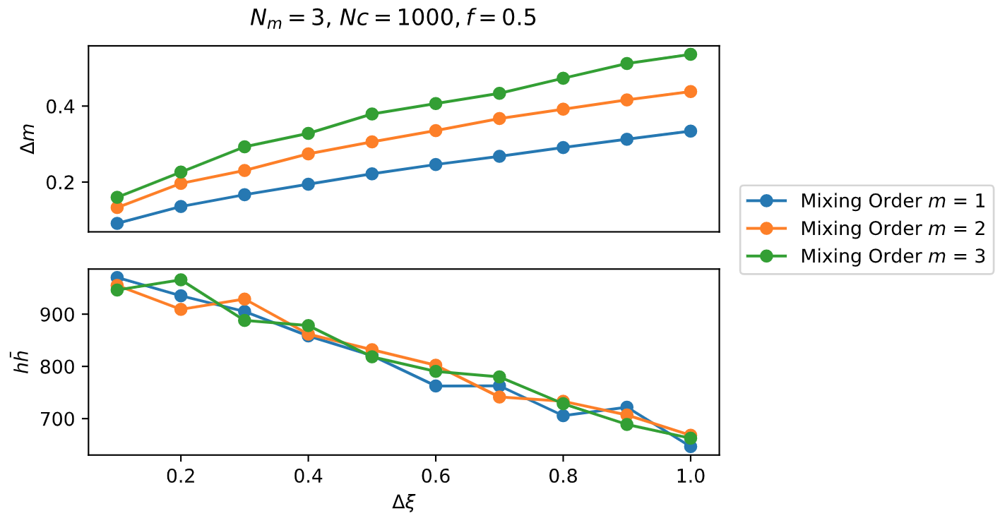 N_m = 3, Nc = 1000, f = 0.5
0.4
0.2
Δm
900
800
700
hh̄
0.2 0.4 0.6 0.8 1.0
Δξ
Mixing Order m = 1
Mixing Order m = 2
Mixing Order m = 3